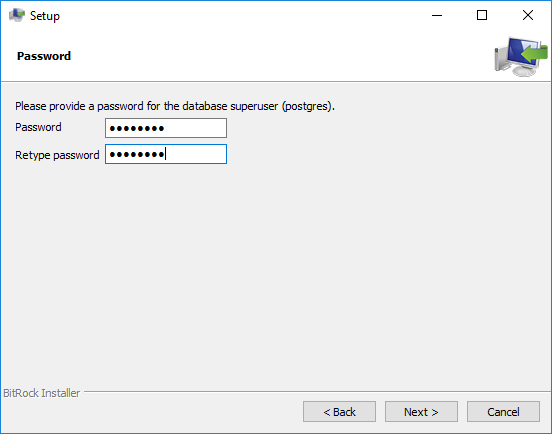 Setup
Password
Please provide a password for the database superuser (postgres).
Password ••••••••
Retype password ••••••••
BitRock Installer
< Back Next > Cancel